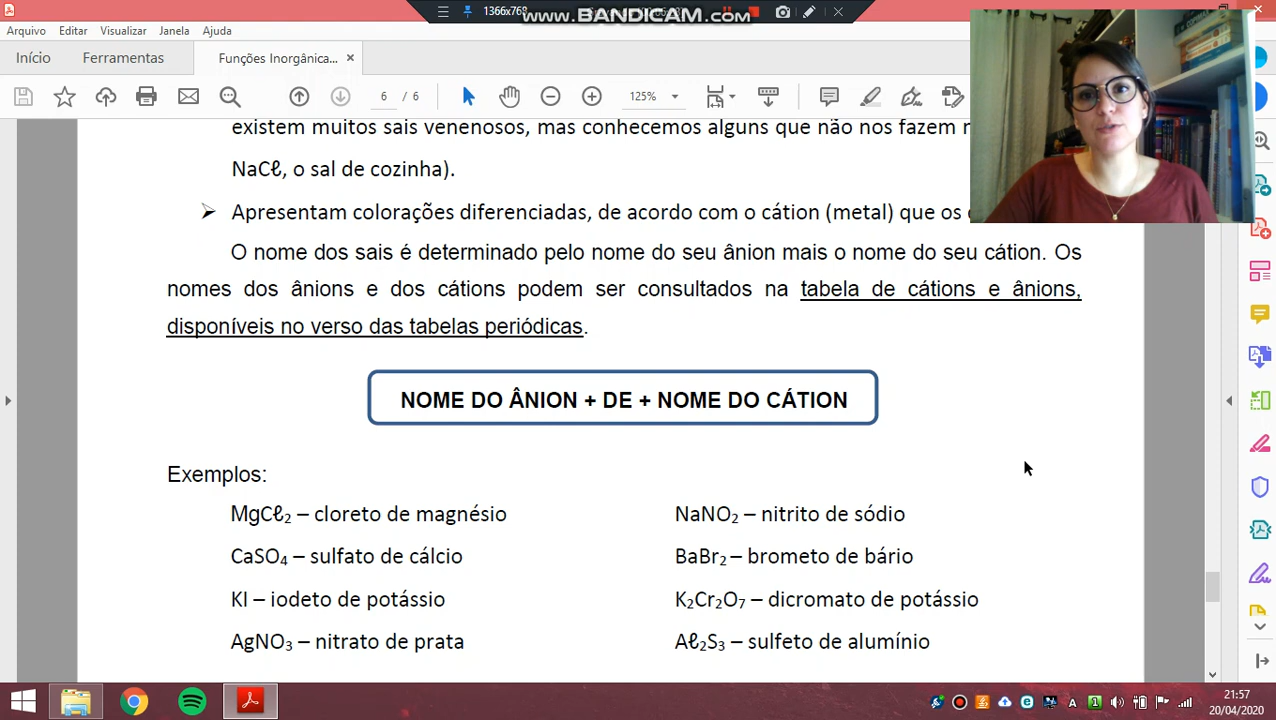 1366x768
www.BANDICAM.com
Arquivo Editar Visualizar Janela Ajuda
Início Ferramentas Funções Inorgânica... ×
6 / 6 125%
existem muitos sais venenosos, mas conhecemos alguns que não nos fazem
NaCℓ, o sal de cozinha).
➢ Apresentam colorações diferenciadas, de acordo com o cátion (metal) que os
O nome dos sais é determinado pelo nome do seu ânion mais o nome do seu cátion. Os
nomes dos ânions e dos cátions podem ser consultados na tabela de cátions e ânions,
disponíveis no verso das tabelas periódicas.
NOME DO ÂNION + DE + NOME DO CÁTION
Exemplos:
MgCℓ₂ – cloreto de magnésio
CaSO₄ – sulfato de cálcio
KI – iodeto de potássio
AgNO₃ – nitrato de prata
NaNO₂ – nitrito de sódio
BaBr₂ – brometo de bário
K₂Cr₂O₇ – dicromato de potássio
Aℓ₂S₃ – sulfeto de alumínio
21:57
20/04/2020